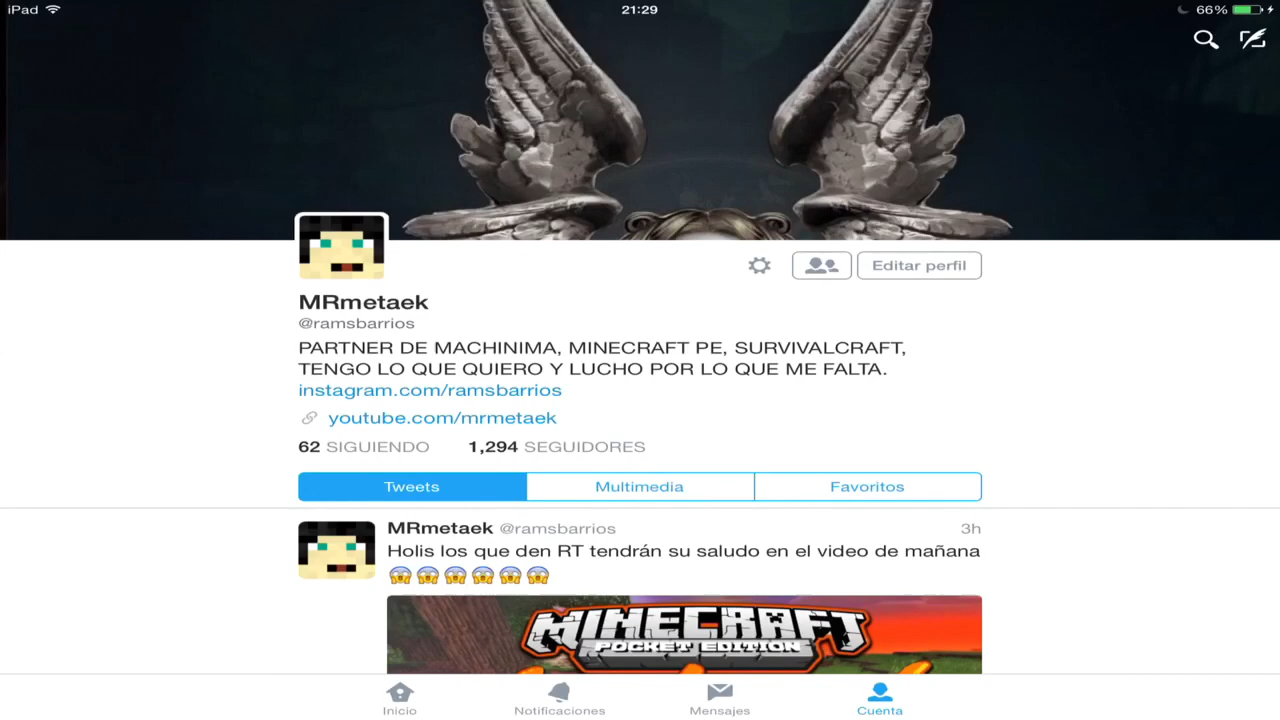 iPad 21:29 66%
Editar perfil
MRmetaek
@ramsbarrios
PARTNER DE MACHINIMA, MINECRAFT PE, SURVIVALCRAFT,
TENGO LO QUE QUIERO Y LUCHO POR LO QUE ME FALTA.
instagram.com/ramsbarrios
youtube.com/mrmetaek
62 SIGUIENDO 1,294 SEGUIDORES
Tweets Multimedia Favoritos
MRmetaek @ramsbarrios 3h
Holis los que den RT tendrán su saludo en el video de mañana
😱😱😱😱😱😱
MINECRAFT
POCKET EDITION
Inicio Notificaciones Mensajes Cuenta